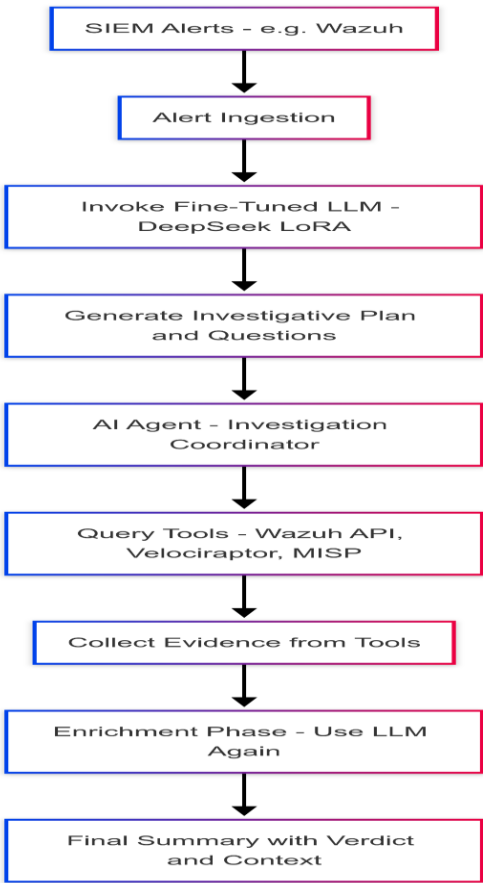 SIEM Alerts - e.g. Wazuh
Alert Ingestion
Invoke Fine-Tuned LLM -
DeepSeek LoRA
Generate Investigative Plan
and Questions
AI Agent - Investigation
Coordinator
Query Tools - Wazuh API,
Velociraptor, MISP
Collect Evidence from Tools
Enrichment Phase - Use LLM
Again
Final Summary with Verdict
and Context